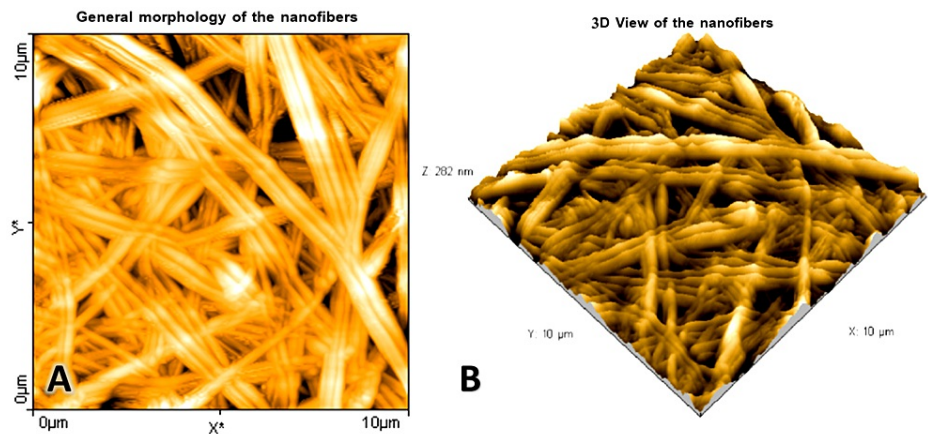 General morphology of the nanofibers
10µm
Y*
0µm
A
0µm
X*
10µm
3D View of the nanofibers
Z: 282 nm
Y: 10 µm
X: 10 µm
B